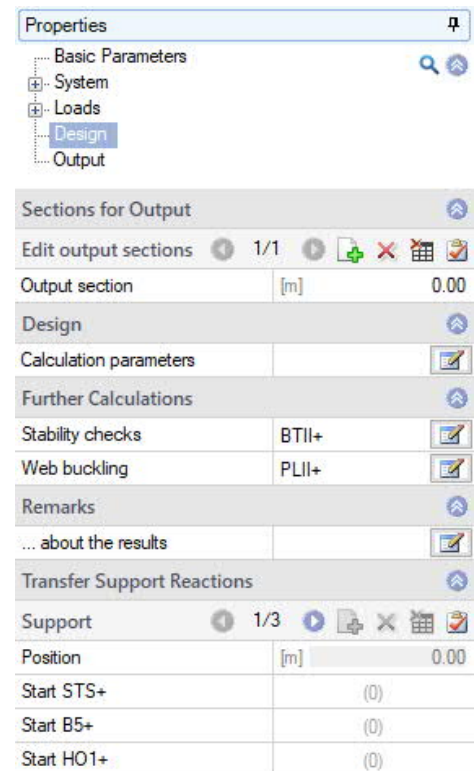 Properties
Basic Parameters
System
Loads
Design
Output
Sections for Output
Edit output sections 1/1
Output section [m] 0.00
Design
Calculation parameters
Further Calculations
Stability checks BTII+
Web buckling PLII+
Remarks
... about the results
Transfer Support Reactions
Support 1/3
Position [m] 0.00
Start STS+ (0)
Start B5+ (0)
Start HO1+ (0)